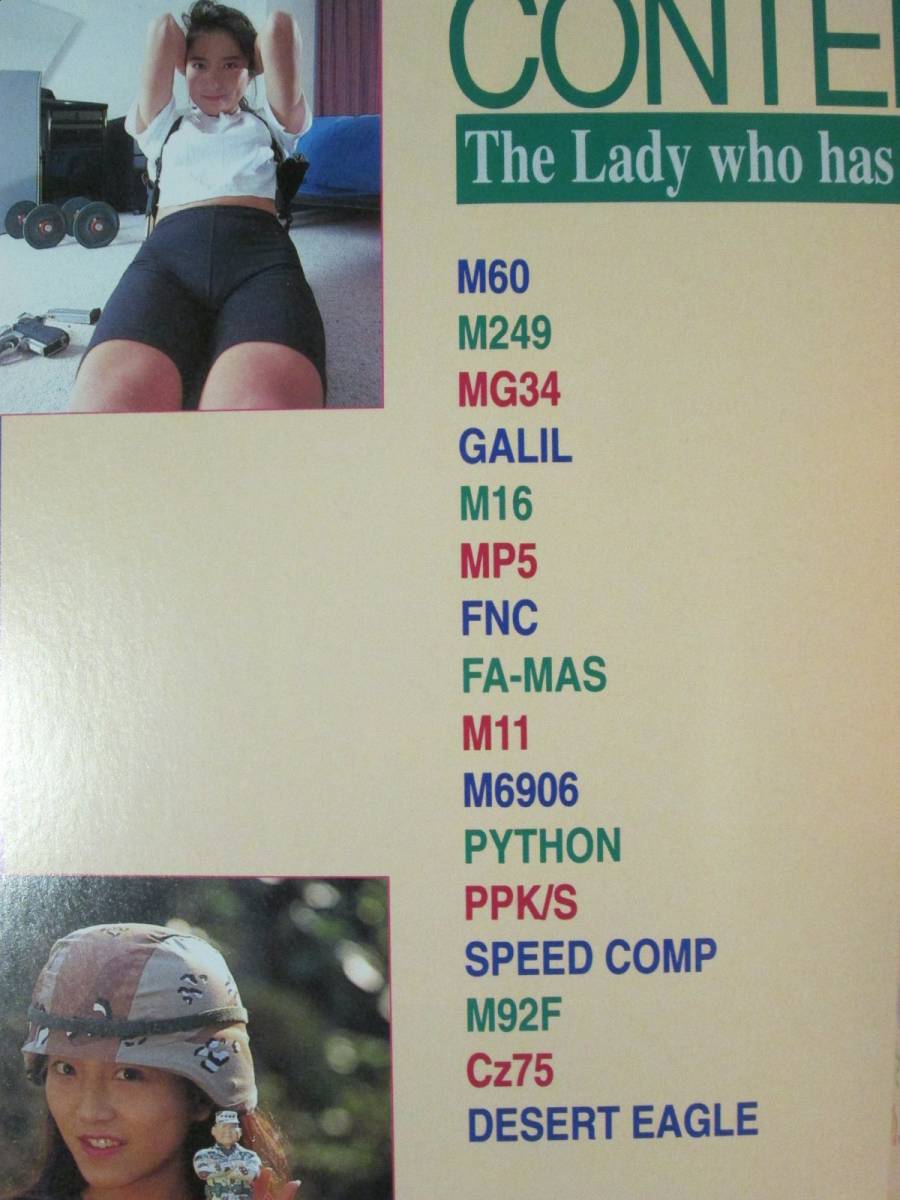 CONTE
The Lady who has
M60
M249
MG34
GALIL
M16
MP5
FNC
FA-MAS
M11
M6906
PYTHON
PPK/S
SPEED COMP
M92F
Cz75
DESERT EAGLE